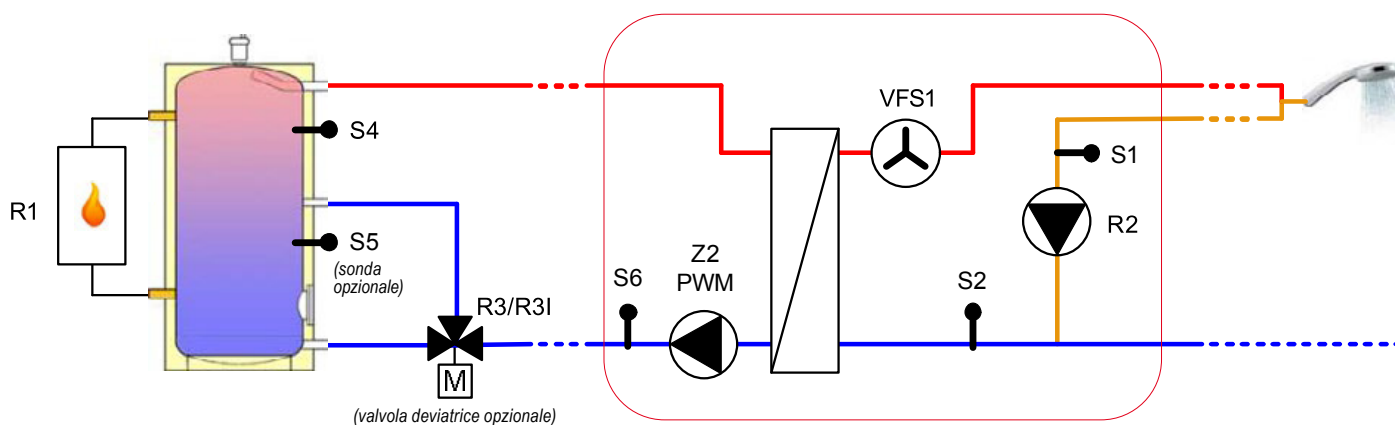 R1
S4
S5
(sonda
opzionale)
R3/R3I
M
(valvola deviatrice opzionale)
S6
Z2
PWM
VFS1
S2
S1
R2